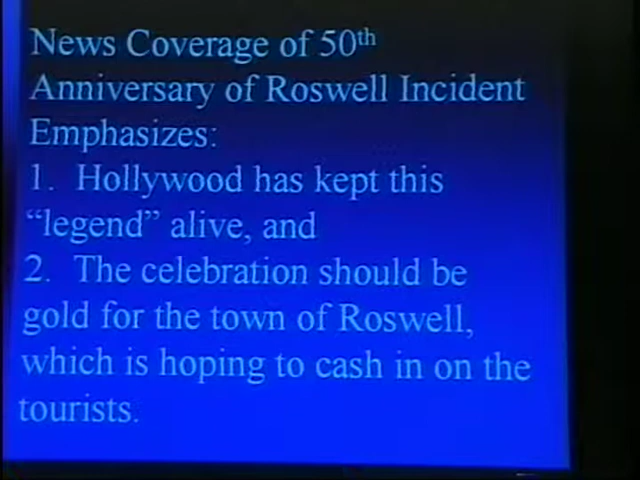 News Coverage of 50th
Anniversary of Roswell Incident
Emphasizes:
1. Hollywood has kept this
“legend” alive, and
2. The celebration should be
gold for the town of Roswell,
which is hoping to cash in on the
tourists.